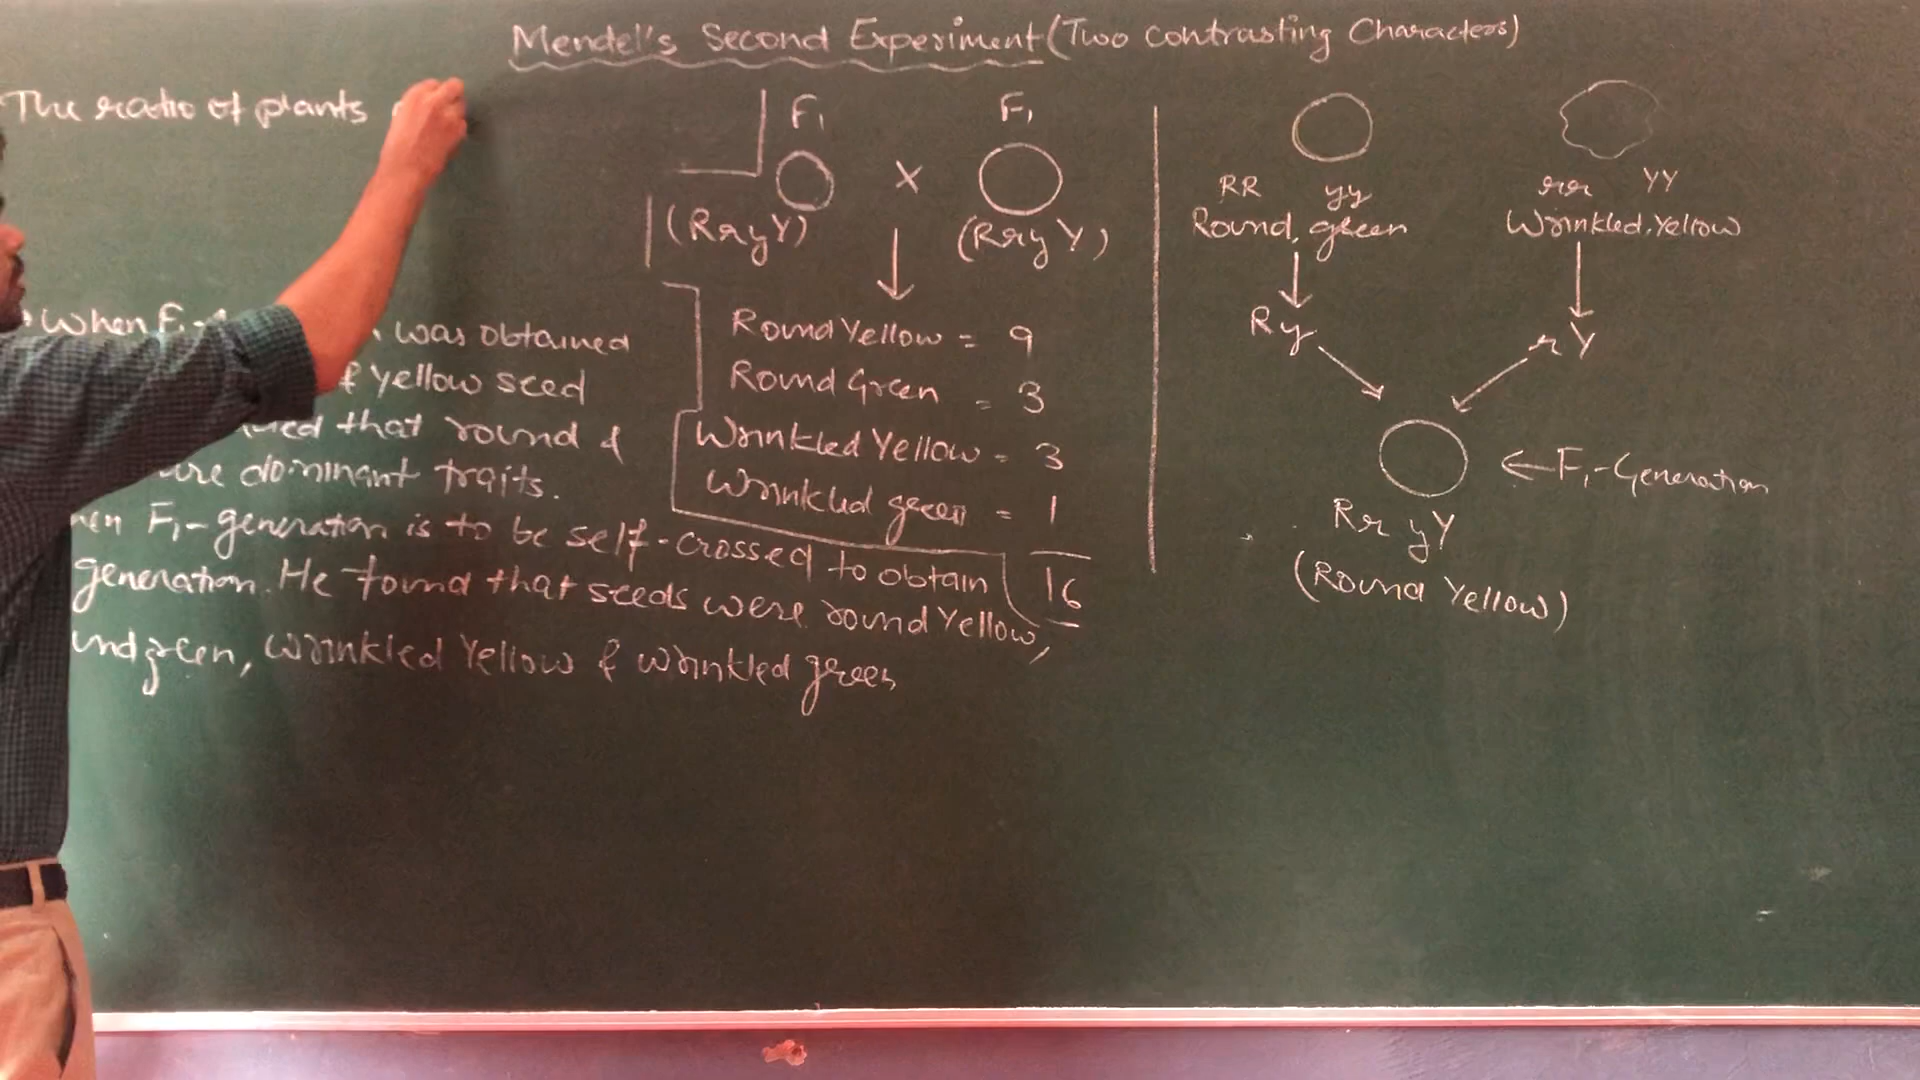 Mendel's Second Experiment (Two contrasting Characters)
The ratio of plants
When F1 was obtained
& yellow seed
that round &
are dominant traits.
F1-generation is to be self-crossed to obtain
generation. He found that seeds were round Yellow,
green, wrinkled Yellow & wrinkled green
F1 × F1
(RryY) (RryY)
Round Yellow = 9
Round Green = 3
Wrinkled Yellow = 3
Wrinkled green = 1
16
RR yy rr YY
Round, green Wrinkled, Yellow
Ry rY
← F1-Generation
Rr yY
(Round Yellow)